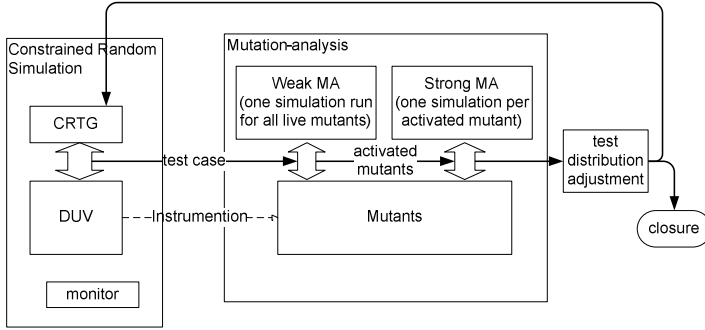 Constrained Random
Simulation
CRTG
DUV
monitor
test case
Instrumention
Mutation-analysis
Weak MA
(one simulation run
for all live mutants)
Strong MA
(one simulation per
activated mutant)
activated
mutants
Mutants
test
distribution
adjustment
closure